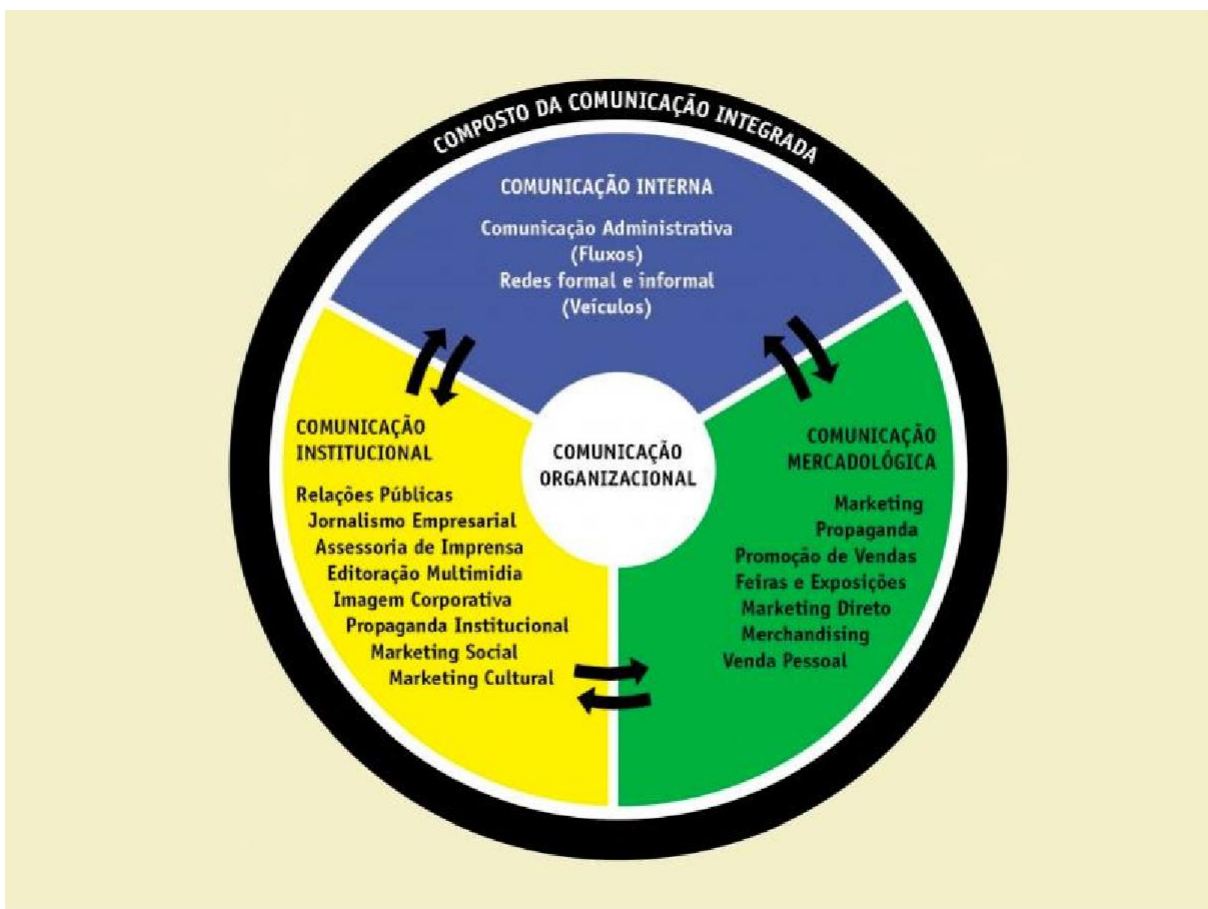 COMPOSTO DA COMUNICAÇÃO INTEGRADA
COMUNICAÇÃO INTERNA
Comunicação Administrativa
(Fluxos)
Redes formal e informal
(Veículos)
COMUNICAÇÃO
INSTITUCIONAL
Relações Públicas
Jornalismo Empresarial
Assessoria de Imprensa
Editoração Multimidia
Imagem Corporativa
Propaganda Institucional
Marketing Social
Marketing Cultural
COMUNICAÇÃO
ORGANIZACIONAL
COMUNICAÇÃO
MERCADOLÓGICA
Marketing
Propaganda
Promoção de Vendas
Feiras e Exposições
Marketing Direto
Merchandising
Venda Pessoal